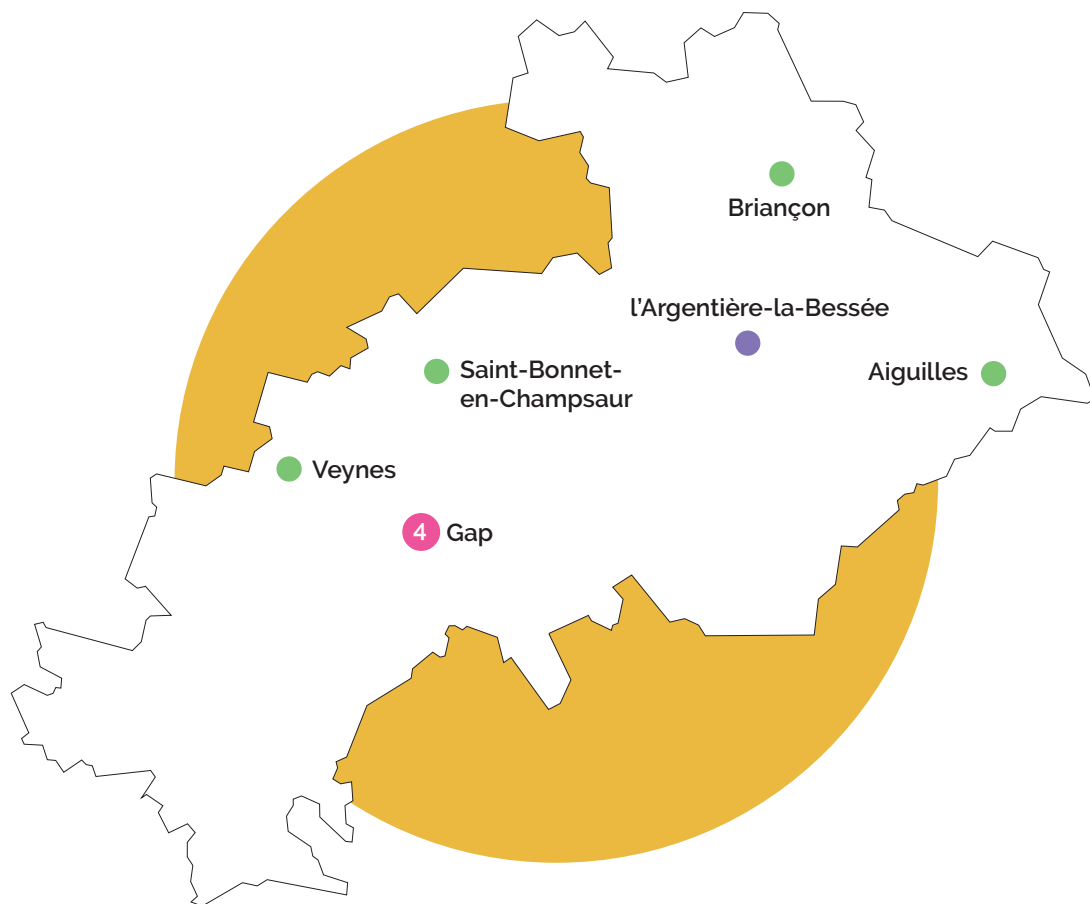 Briançon
l'Argentière-la-Bessée
Saint-Bonnet-
en-Champsaur
Aiguilles
Veynes
4 Gap